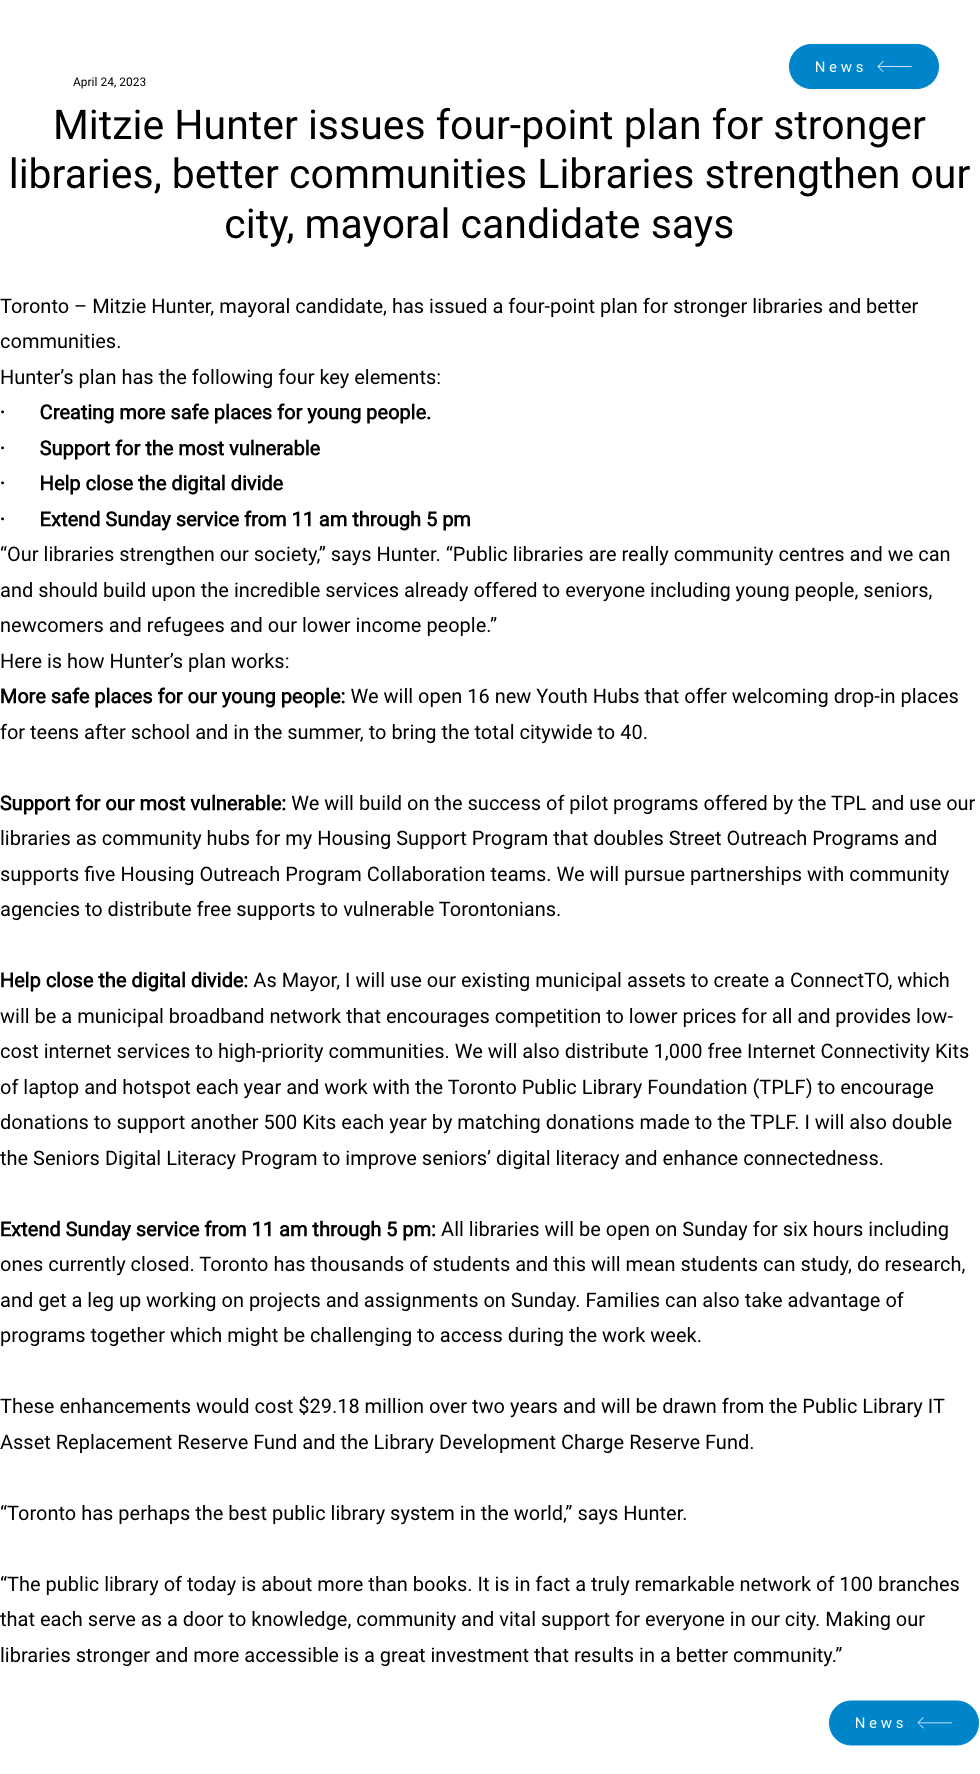 News
April 24, 2023
Mitzie Hunter issues four-point plan for stronger
libraries, better communities Libraries strengthen our
city, mayoral candidate says
Toronto – Mitzie Hunter, mayoral candidate, has issued a four-point plan for stronger libraries and better
communities.
Hunter’s plan has the following four key elements:
· Creating more safe places for young people.
· Support for the most vulnerable
· Help close the digital divide
· Extend Sunday service from 11 am through 5 pm
“Our libraries strengthen our society,” says Hunter. “Public libraries are really community centres and we can
and should build upon the incredible services already offered to everyone including young people, seniors,
newcomers and refugees and our lower income people.”
Here is how Hunter’s plan works:
More safe places for our young people: We will open 16 new Youth Hubs that offer welcoming drop-in places
for teens after school and in the summer, to bring the total citywide to 40.
Support for our most vulnerable: We will build on the success of pilot programs offered by the TPL and use our
libraries as community hubs for my Housing Support Program that doubles Street Outreach Programs and
supports five Housing Outreach Program Collaboration teams. We will pursue partnerships with community
agencies to distribute free supports to vulnerable Torontonians.
Help close the digital divide: As Mayor, I will use our existing municipal assets to create a ConnectTO, which
will be a municipal broadband network that encourages competition to lower prices for all and provides low-
cost internet services to high-priority communities. We will also distribute 1,000 free Internet Connectivity Kits
of laptop and hotspot each year and work with the Toronto Public Library Foundation (TPLF) to encourage
donations to support another 500 Kits each year by matching donations made to the TPLF. I will also double
the Seniors Digital Literacy Program to improve seniors’ digital literacy and enhance connectedness.
Extend Sunday service from 11 am through 5 pm: All libraries will be open on Sunday for six hours including
ones currently closed. Toronto has thousands of students and this will mean students can study, do research,
and get a leg up working on projects and assignments on Sunday. Families can also take advantage of
programs together which might be challenging to access during the work week.
These enhancements would cost $29.18 million over two years and will be drawn from the Public Library IT
Asset Replacement Reserve Fund and the Library Development Charge Reserve Fund.
“Toronto has perhaps the best public library system in the world,” says Hunter.
“The public library of today is about more than books. It is in fact a truly remarkable network of 100 branches
that each serve as a door to knowledge, community and vital support for everyone in our city. Making our
libraries stronger and more accessible is a great investment that results in a better community.”
News